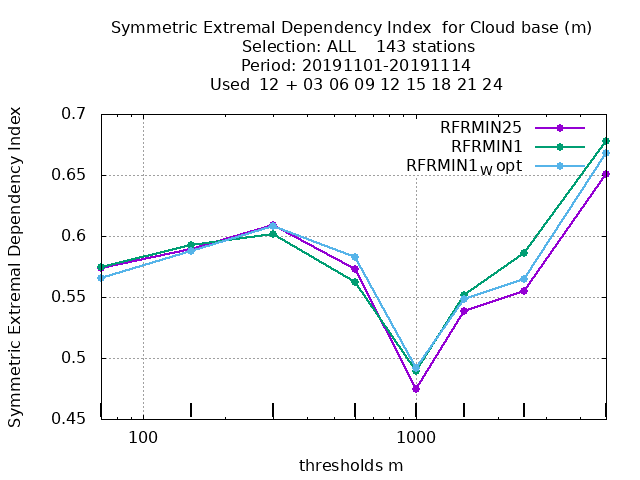 Symmetric Extremal Dependency Index  for Cloud base (m)
Selection: ALL    143 stations
Period: 20191101-20191114
Used  12 + 03 06 09 12 15 18 21 24
Symmetric Extremal Dependency Index
0.7
0.65
0.6
0.55
0.5
0.45
RFRMIN25
RFRMIN1
RFRMIN1W opt
100
1000
thresholds m